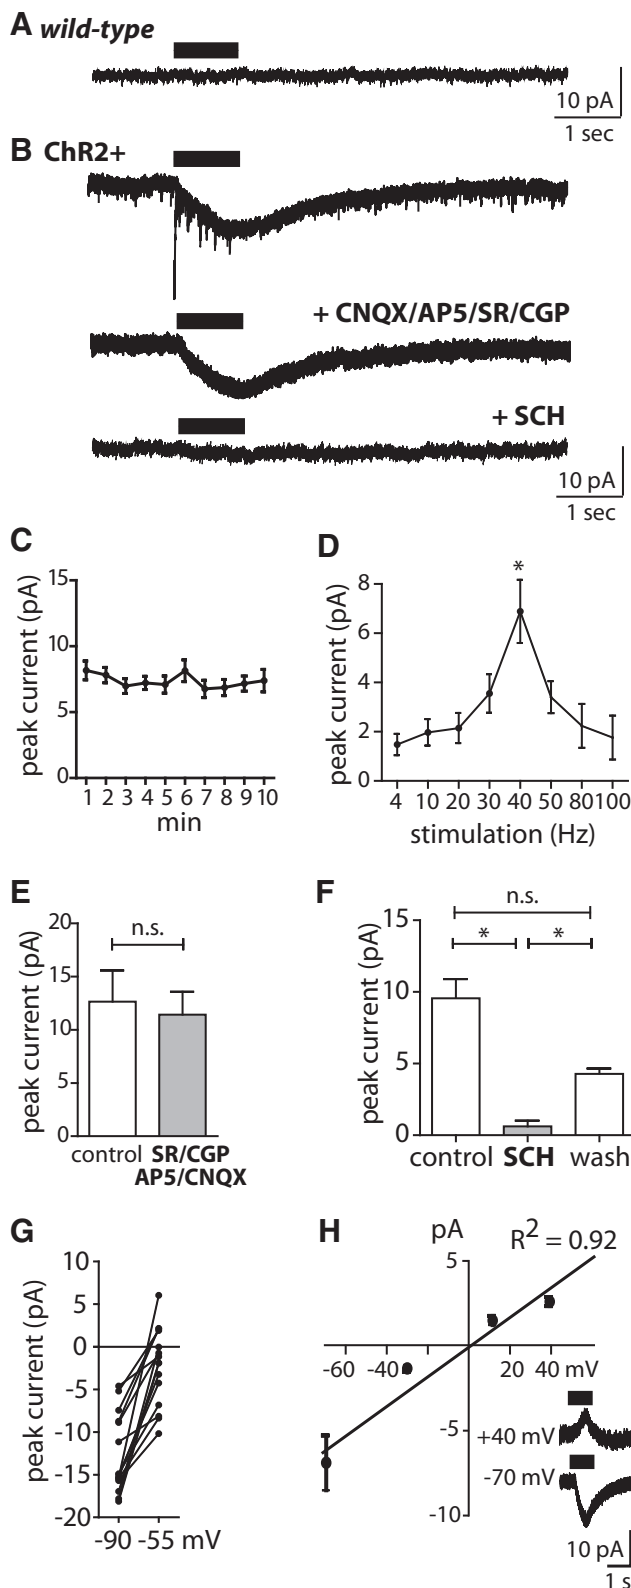 A wild-type
10 pA
1 sec
B ChR2+
+ CNQX/AP5/SR/CGP
+ SCH
10 pA
1 sec
C
peak current (pA)
15
10
5
0
1 2 3 4 5 6 7 8 9 10
min
D
peak current (pA)
8
6
4
2
0
*
4 10 20 30 40 50 80 100
stimulation (Hz)
E
peak current (pA)
20
15
10
5
0
n.s.
control SR/CGP
AP5/CNQX
F
peak current (pA)
15
10
5
0
n.s.
* *
control SCH wash
G
peak current (pA)
10
5
0
-5
-10
-15
-20
-90 -55 mV
H
pA
R2 = 0.92
5
-60 -40 20 40 mV
-5
-10
+40 mV
-70 mV
10 pA
1 s